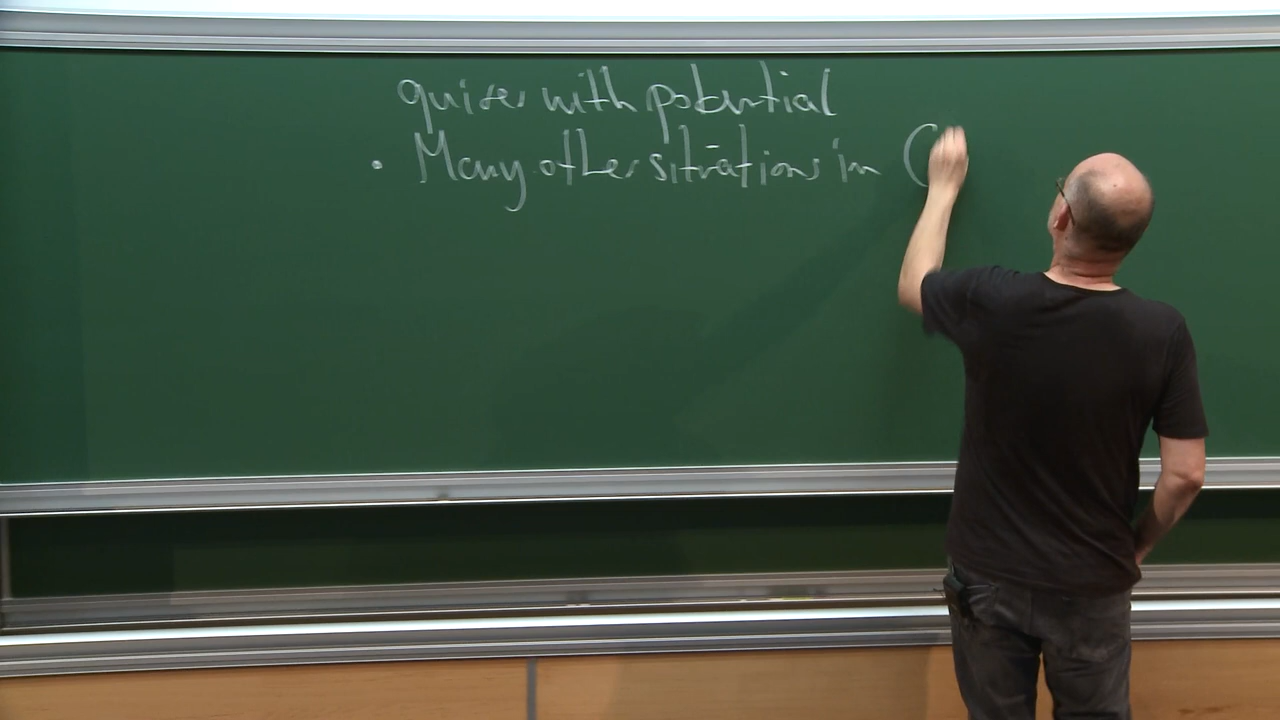 quiver with potential
• Many other situations in